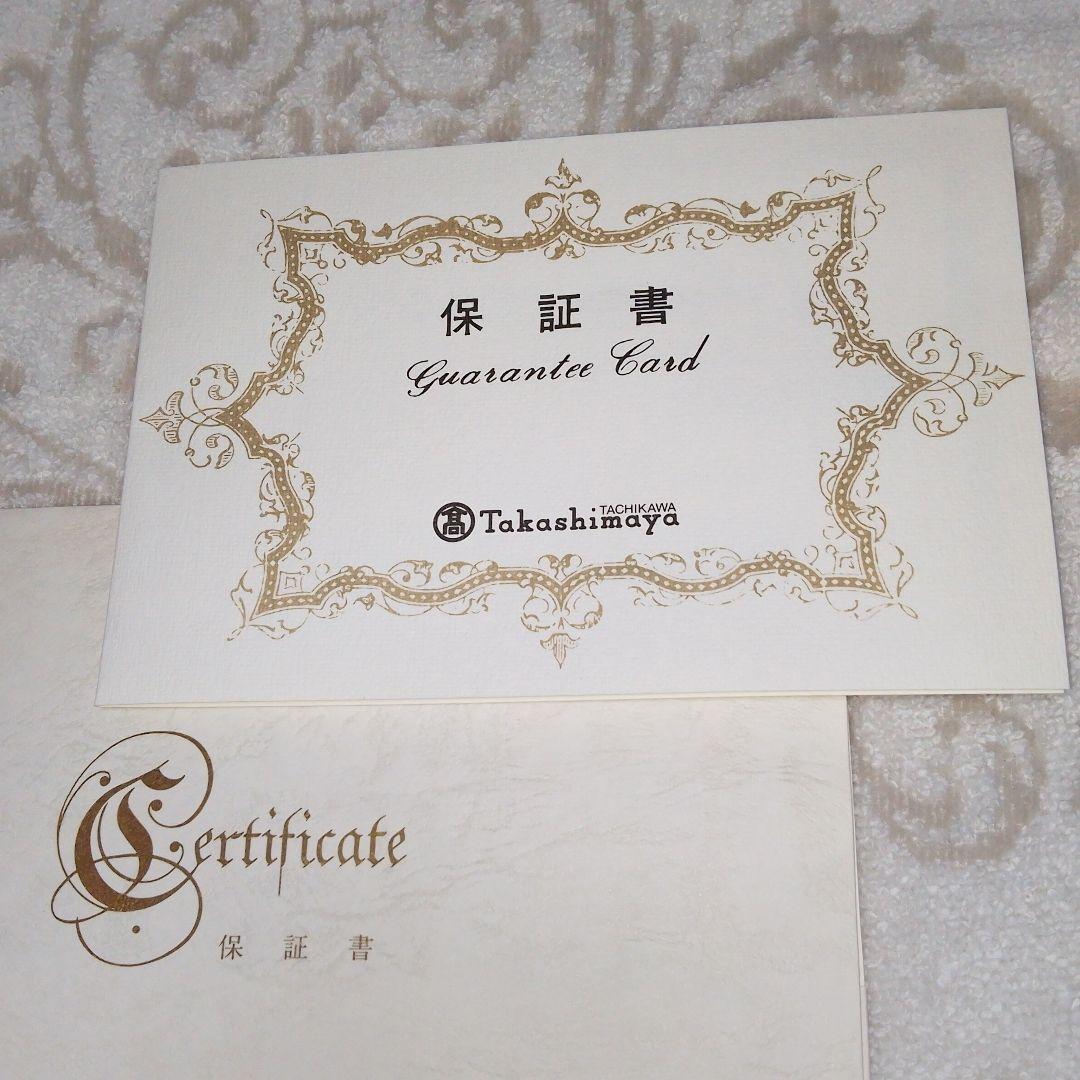 保 証 書
Guarantee Card
髙 Takashimaya TACHIKAWA
Certificate
保 証 書